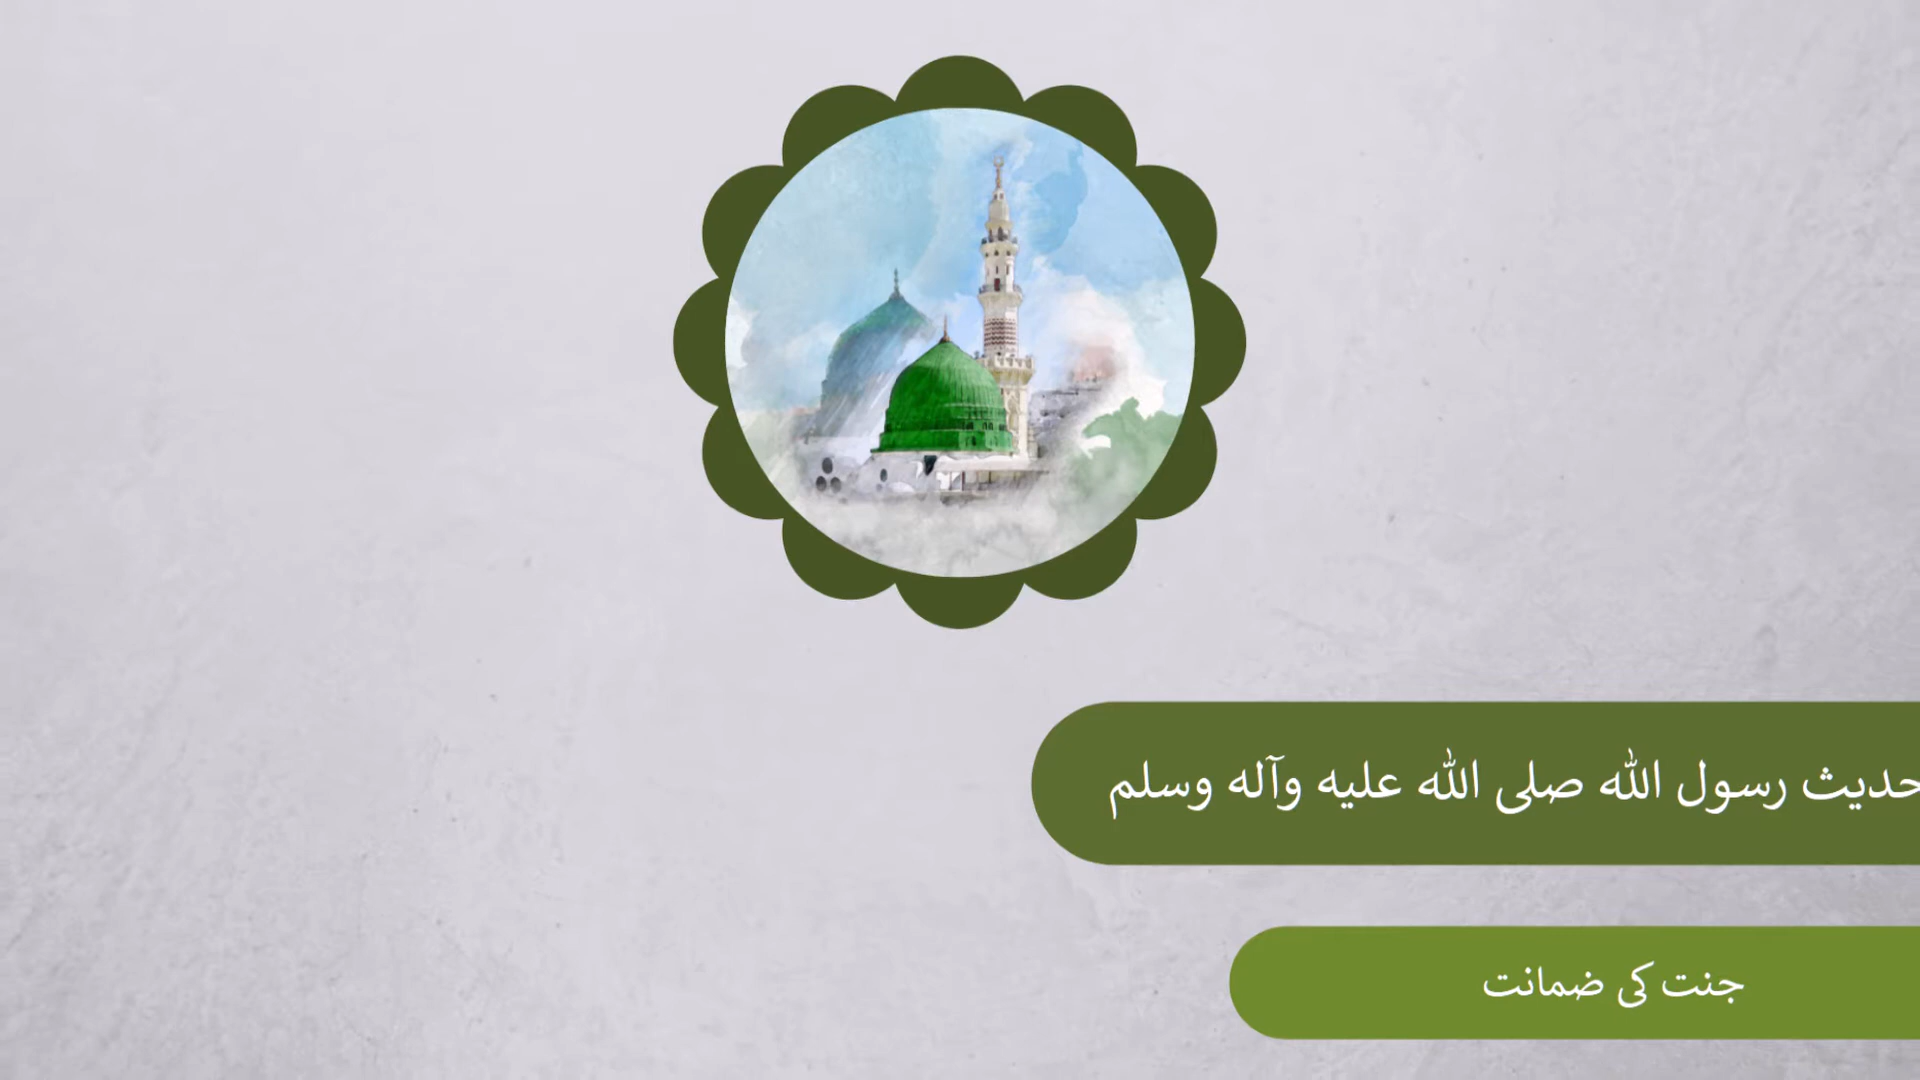 حدیث رسول اللہ صلی اللہ علیہ وآلہ وسلم
جنت کی ضمانت